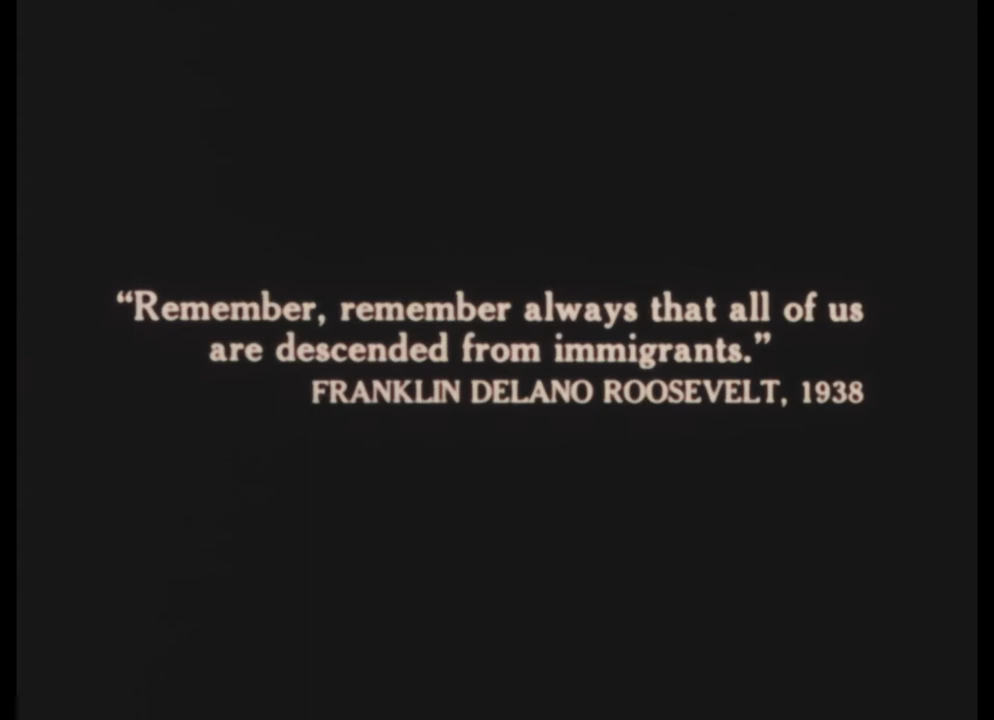 “Remember, remember always that all of us
are descended from immigrants.”
FRANKLIN DELANO ROOSEVELT, 1938